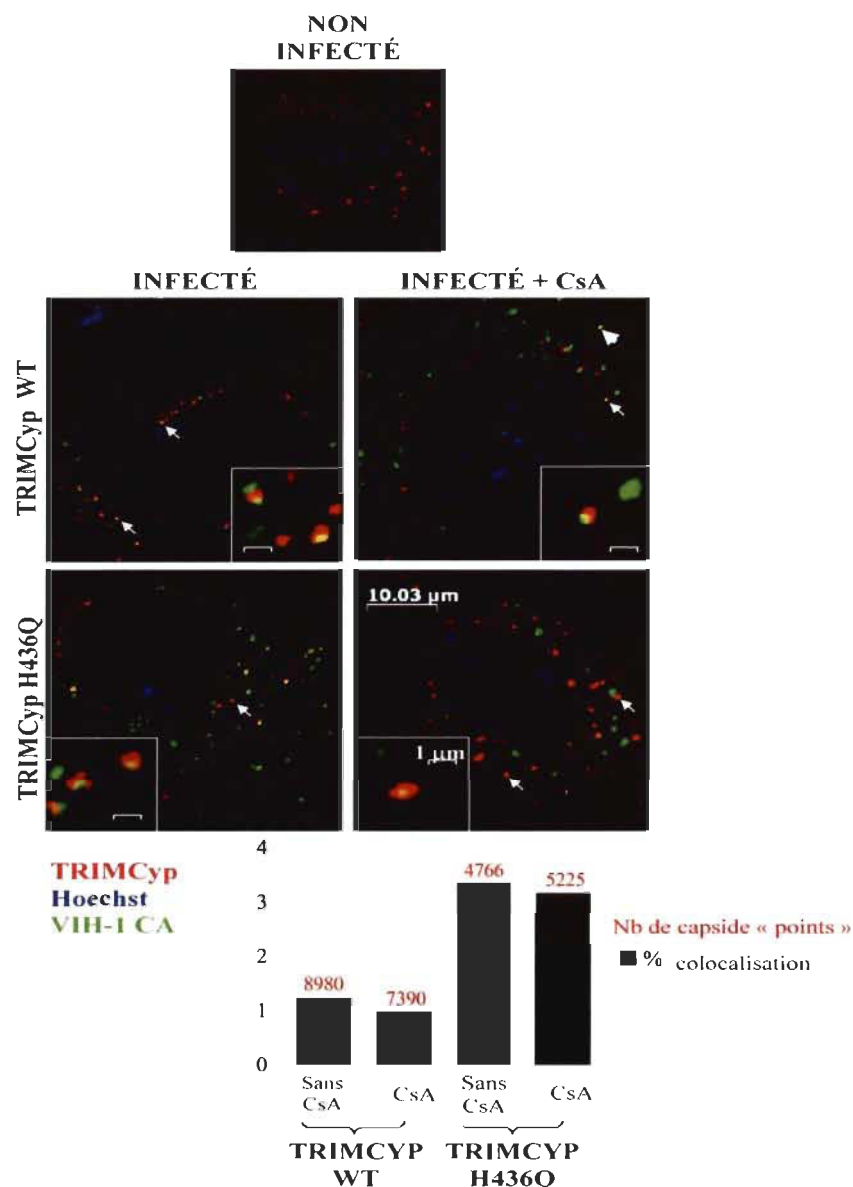 NON
INFECTÉ
INFECTÉ
INFECTÉ + CsA
TRIMCyp WT
TRIMCyp H436Q
10.03 µm
1 µm
TRIMCyp
Hoechst
VIH-1 CA
4
3
2
1
0
8980
7390
4766
5225
Nb de capside « points »
% colocalisation
Sans
CsA
CsA
Sans
CsA
CsA
TRIMCYP
WT
TRIMCYP
H436Q